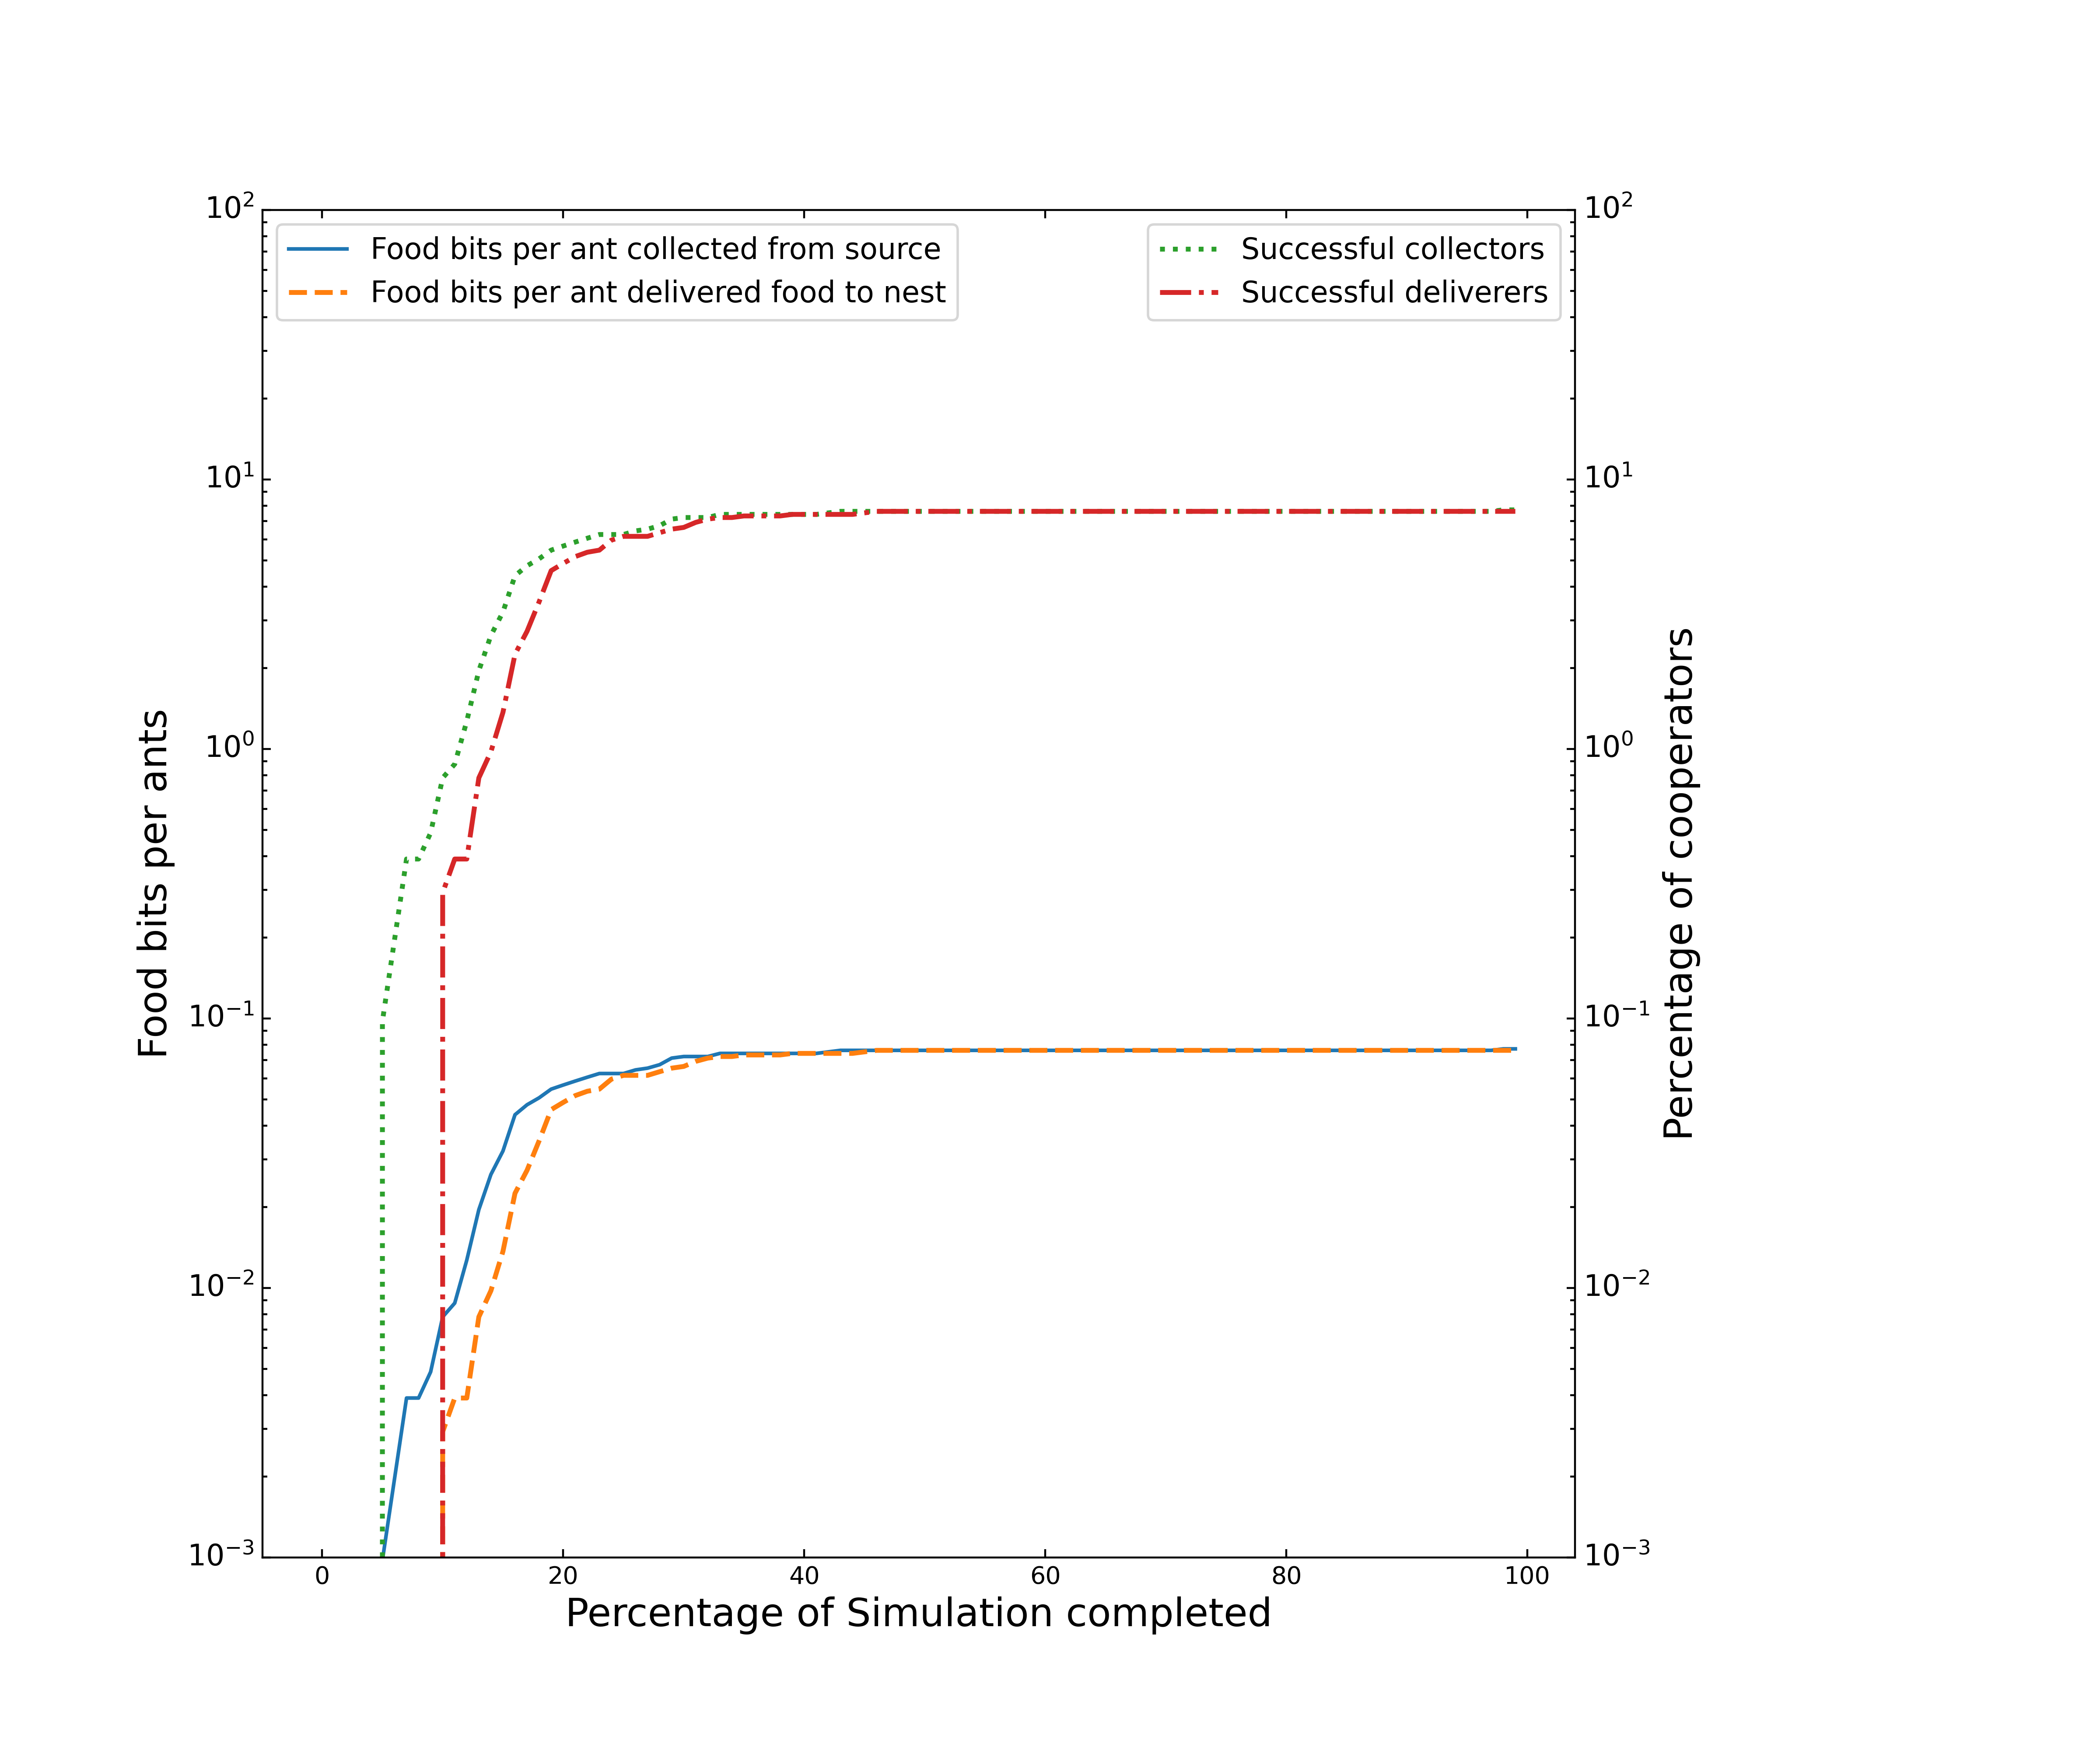 Food bits per ant collected from source
Food bits per ant delivered food to nest
Successful collectors
Successful deliverers
10²
10¹
10⁰
10⁻¹
10⁻²
10⁻³
Food bits per ants
10²
10¹
10⁰
10⁻¹
10⁻²
10⁻³
Percentage of cooperators
0 20 40 60 80 100
Percentage of Simulation completed